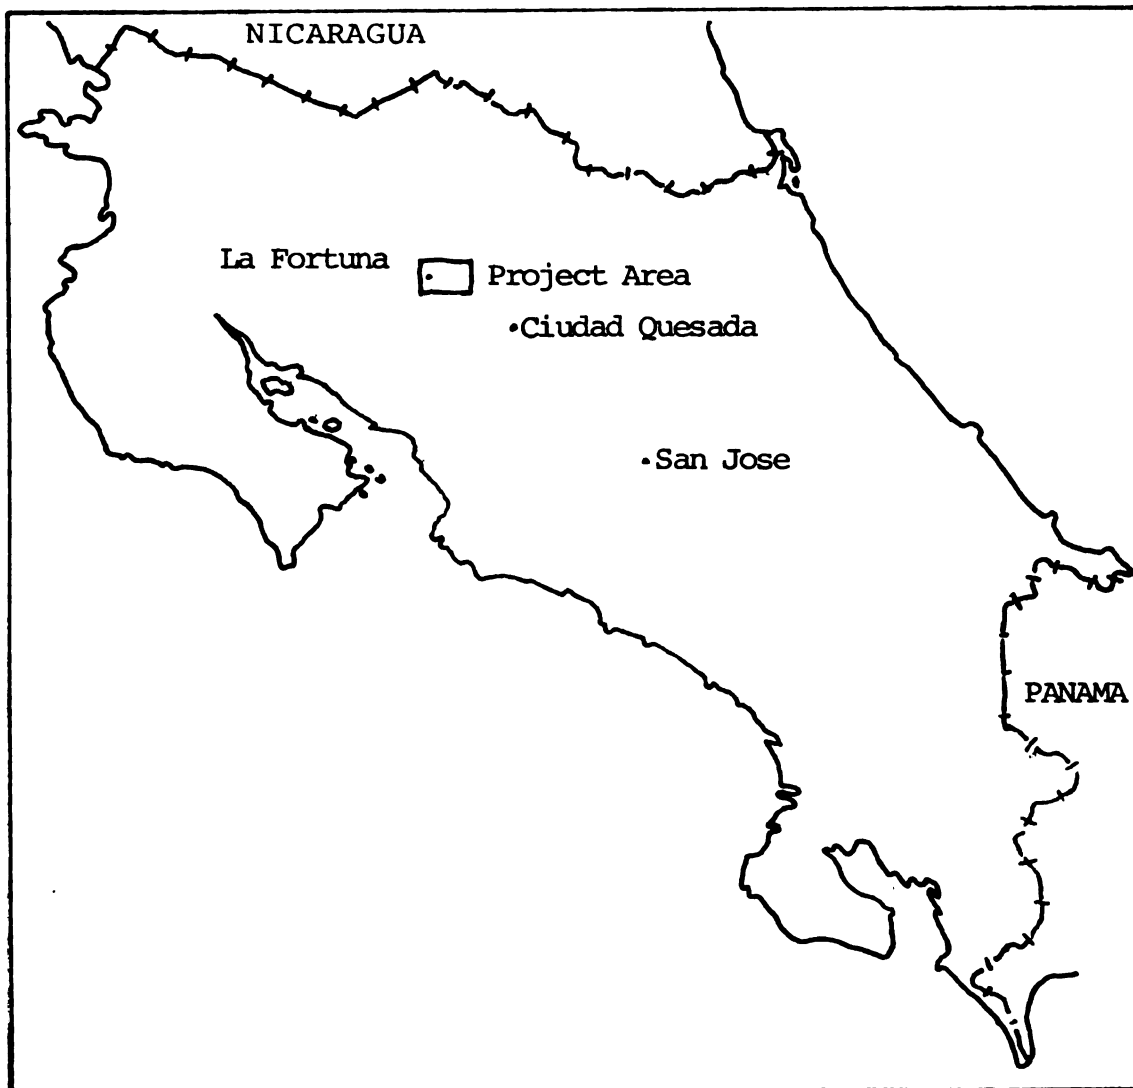 NICARAGUA
La Fortuna
Project Area
Ciudad Quesada
San Jose
PANAMA